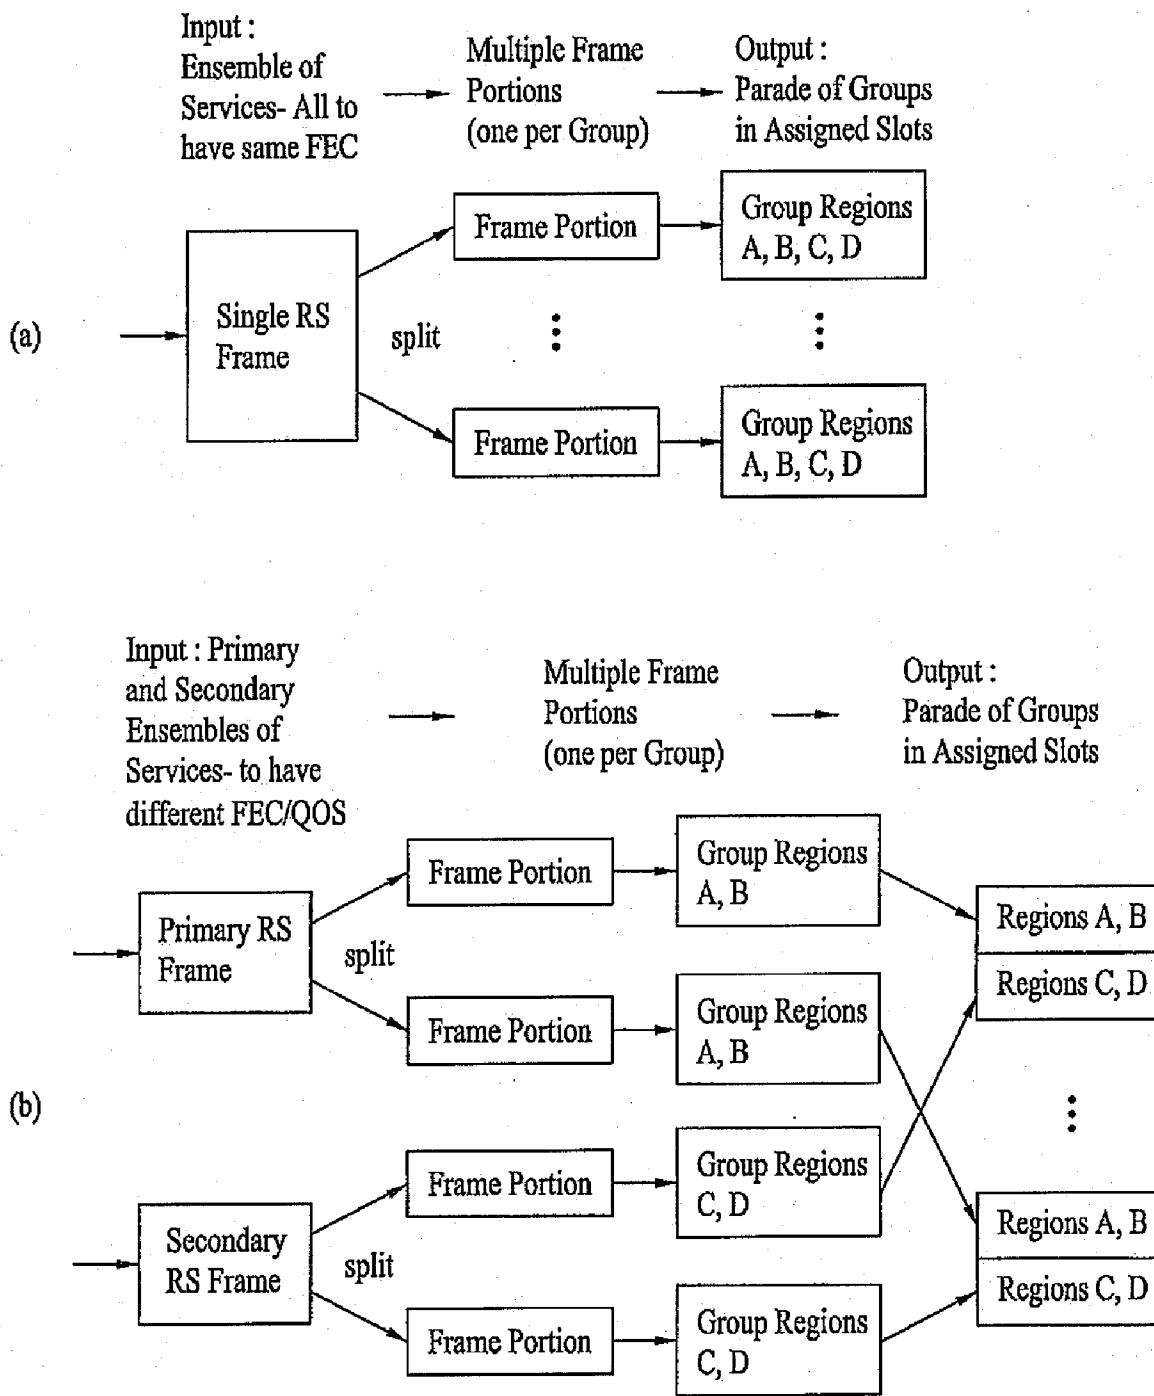 Input :
Ensemble of
Services- All to
have same FEC
Multiple Frame
Portions
(one per Group)
Output :
Parade of Groups
in Assigned Slots
(a)
Single RS
Frame
split
Frame Portion
Group Regions
A, B, C, D
Frame Portion
Group Regions
A, B, C, D
Input : Primary
and Secondary
Ensembles of
Services- to have
different FEC/QOS
Multiple Frame
Portions
(one per Group)
Output :
Parade of Groups
in Assigned Slots
(b)
Primary RS
Frame
split
Frame Portion
Group Regions
A, B
Frame Portion
Group Regions
A, B
Secondary
RS Frame
split
Frame Portion
Group Regions
C, D
Frame Portion
Group Regions
C, D
Regions A, B
Regions C, D
Regions A, B
Regions C, D